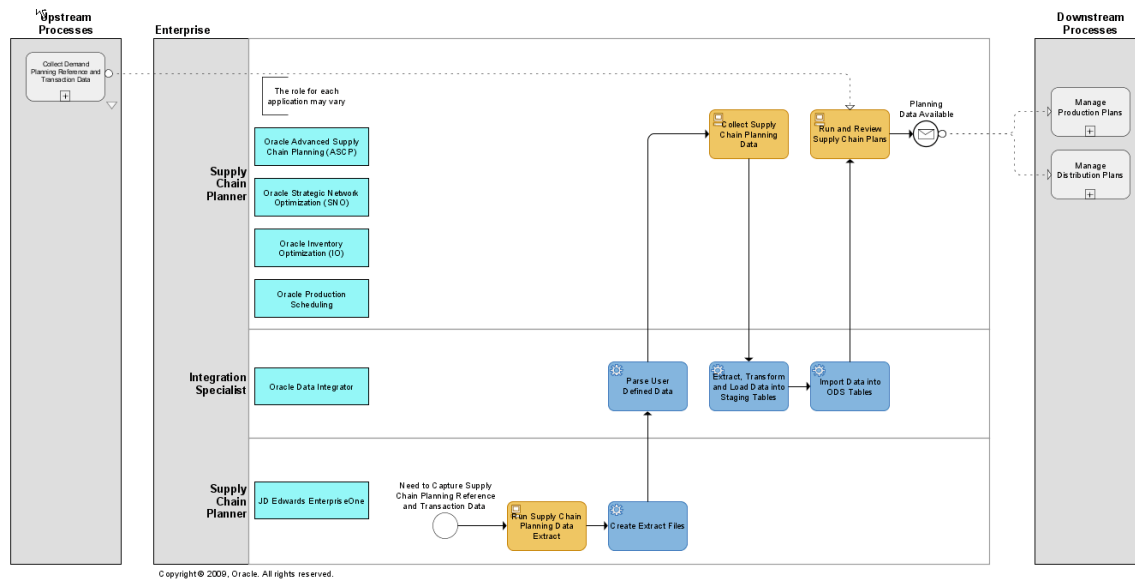 Upstream
Processes
Enterprise
Downstream
Processes
Collect Demand
Planning Reference and
Transaction Data
The role for each
application may vary
Oracle Advanced Supply
Chain Planning (ASCP)
Oracle Strategic Network
Optimization (SNO)
Oracle Inventory
Optimization (IO)
Oracle Production
Scheduling
Supply
Chain
Planner
Collect Supply
Chain Planning
Data
Run and Review
Supply Chain Plans
Planning
Data Available
Manage
Production Plans
Manage
Distribution Plans
Integration
Specialist
Oracle Data Integrator
Parse User
Defined Data
Extract, Transform
and Load Data into
Staging Tables
Import Data into
ODS Tables
Supply
Chain
Planner
JD Edwards EnterpriseOne
Need to Capture Supply
Chain Planning Reference
and Transaction Data
Run Supply Chain
Planning Data
Extract
Create Extract Files
Copyright © 2009, Oracle. All rights reserved.